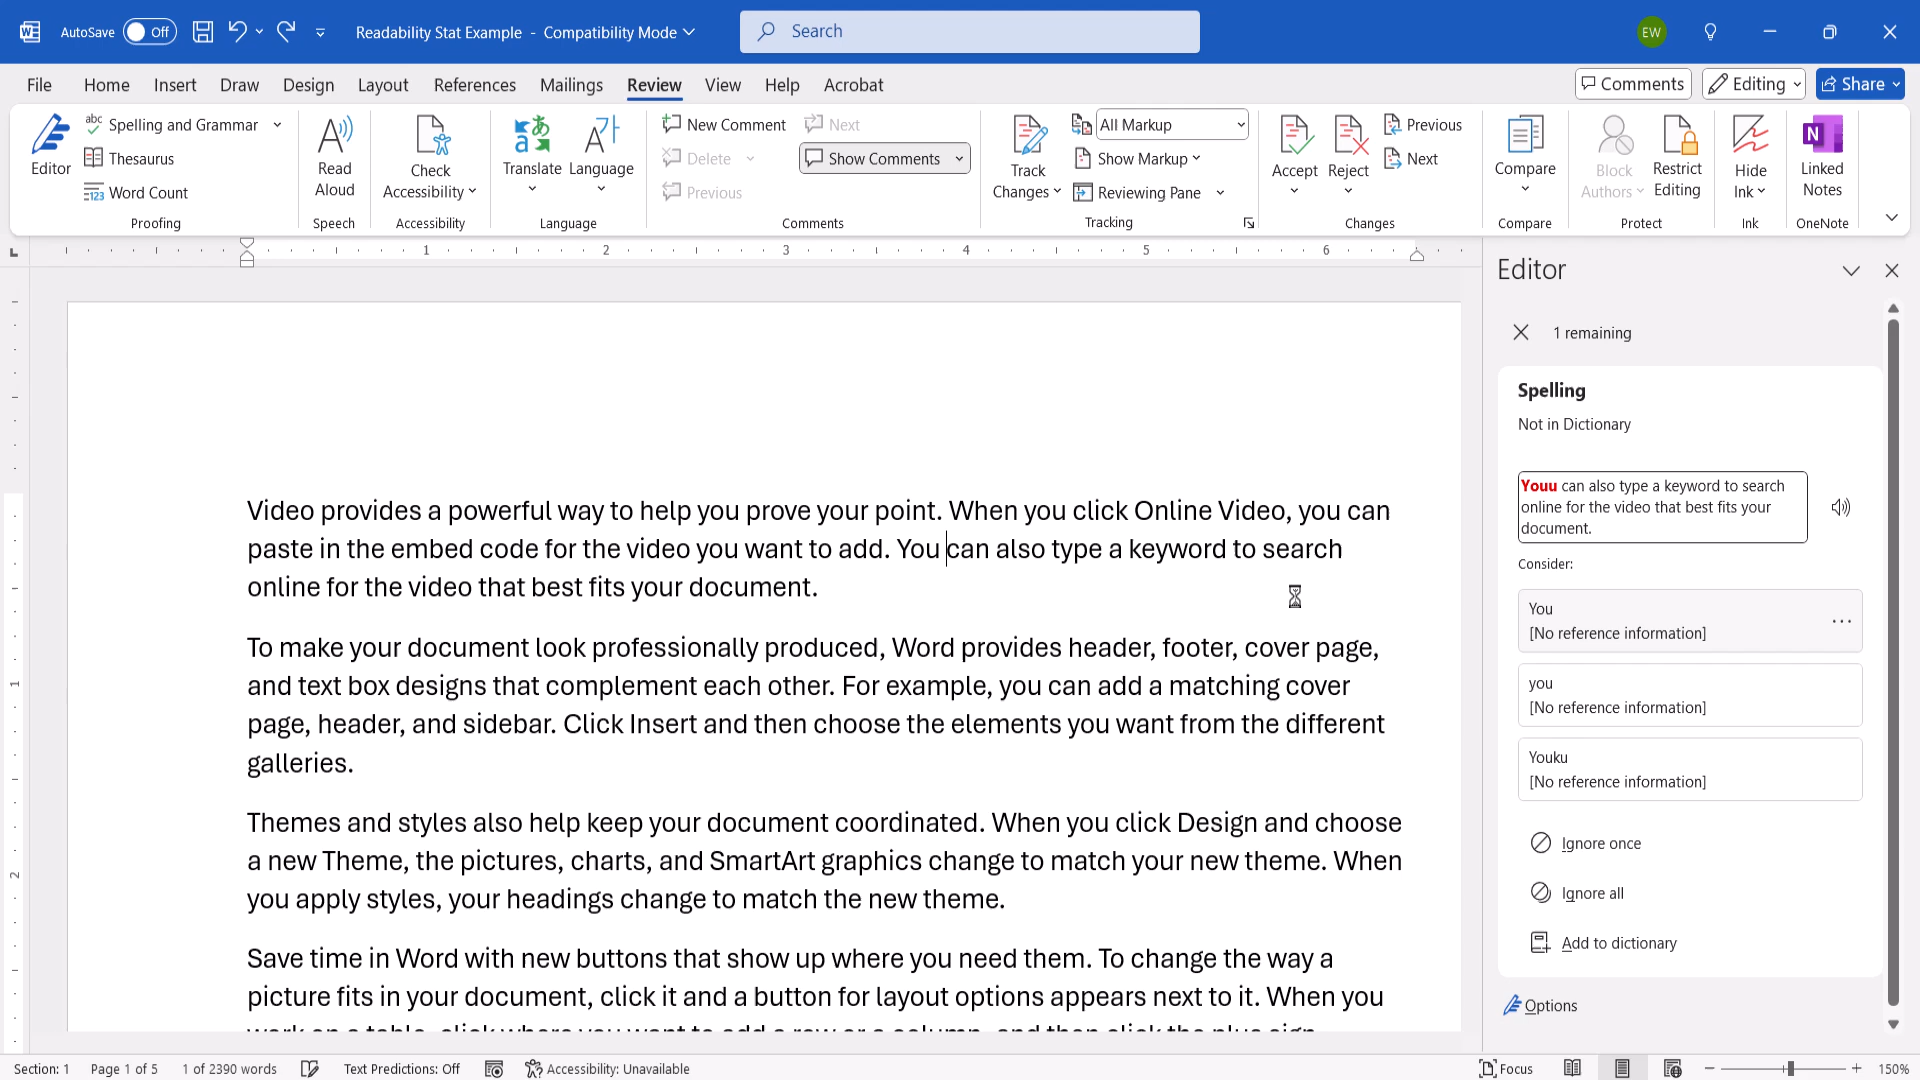 AutoSave Off Readability Stat Example - Compatibility Mode Search EW
File Home Insert Draw Design Layout References Mailings Review View Help Acrobat Comments Editing Share
Editor
Spelling and Grammar
Thesaurus
Word Count
Proofing
Read Aloud
Speech
Check Accessibility
Accessibility
Translate
Language
Language
New Comment
Delete
Previous
Next
Show Comments
Comments
Track Changes
All Markup
Show Markup
Reviewing Pane
Tracking
Accept
Reject
Previous
Next
Changes
Compare
Compare
Block Authors
Restrict Editing
Protect
Hide Ink
Ink
Linked Notes
OneNote
1 2 3 4 5 6
1
2
Video provides a powerful way to help you prove your point. When you click Online Video, you can
paste in the embed code for the video you want to add. You can also type a keyword to search
online for the video that best fits your document.
To make your document look professionally produced, Word provides header, footer, cover page,
and text box designs that complement each other. For example, you can add a matching cover
page, header, and sidebar. Click Insert and then choose the elements you want from the different
galleries.
Themes and styles also help keep your document coordinated. When you click Design and choose
a new Theme, the pictures, charts, and SmartArt graphics change to match your new theme. When
you apply styles, your headings change to match the new theme.
Save time in Word with new buttons that show up where you need them. To change the way a
picture fits in your document, click it and a button for layout options appears next to it. When you
work on a table, click where you want to add a row or a column, and then click the plus sign.
Editor
1 remaining
Spelling
Not in Dictionary
Youu can also type a keyword to search
online for the video that best fits your
document.
Consider:
You
[No reference information]
you
[No reference information]
Youku
[No reference information]
Ignore once
Ignore all
Add to dictionary
Options
Section: 1 Page 1 of 5 1 of 2390 words Text Predictions: Off Accessibility: Unavailable Focus 150%